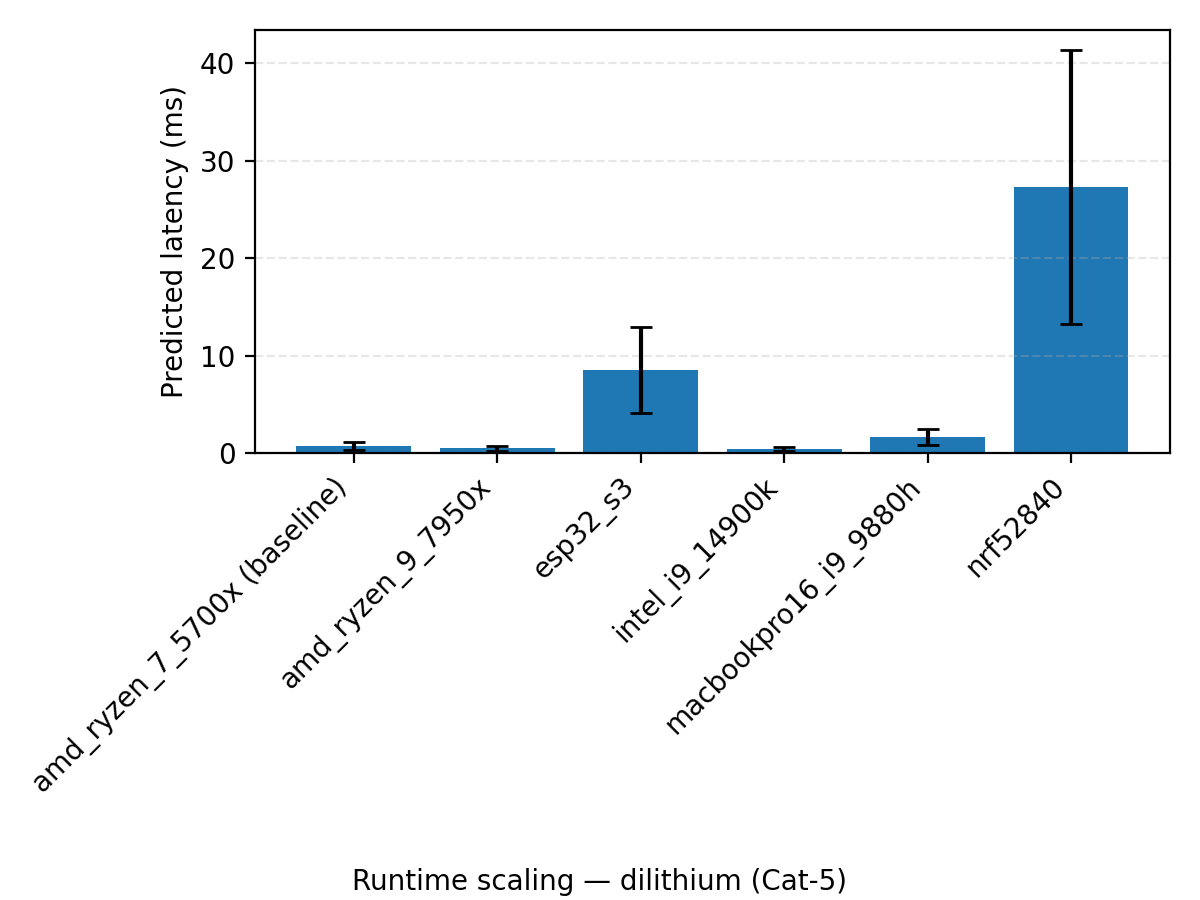 Predicted latency (ms)
40
30
20
10
0
amd_ryzen_7_5700x (baseline)
amd_ryzen_9_7950x
esp32_s3
intel_i9_14900k
macbookpro16_i9_9880h
nrf52840
Runtime scaling — dilithium (Cat-5)